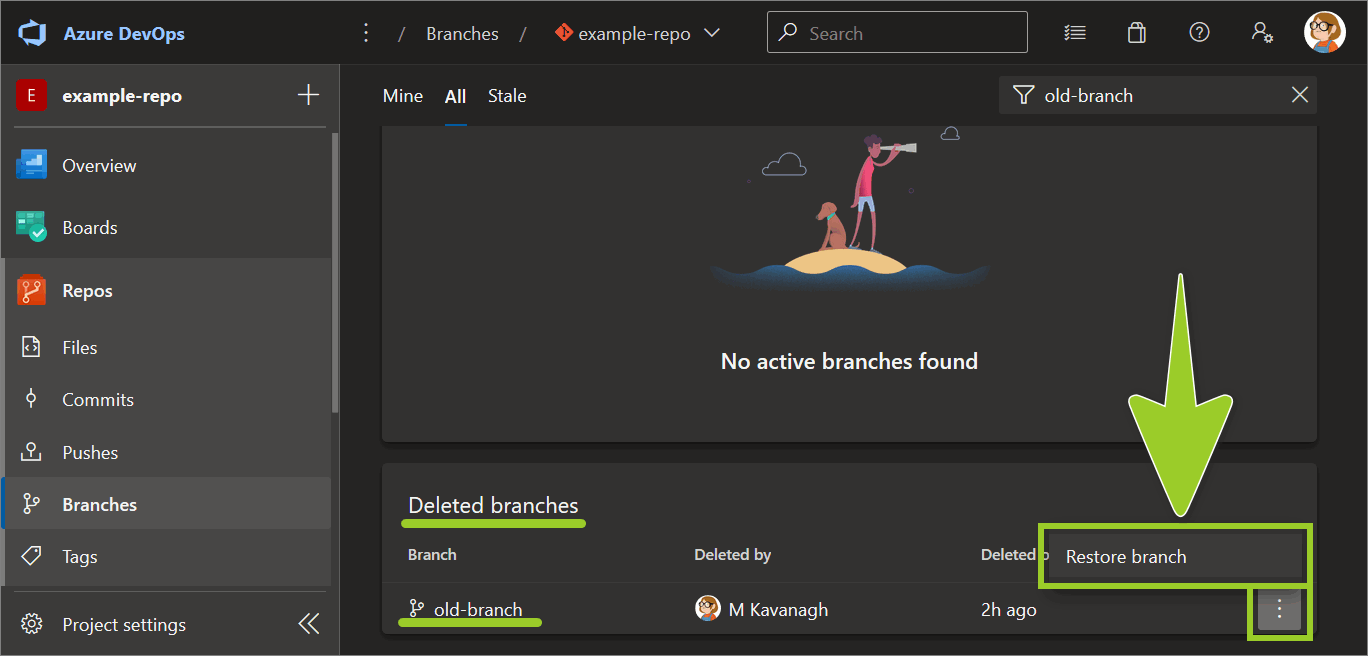 Azure DevOps / Branches / example-repo Search
E example-repo
Mine All Stale old-branch
Overview
Boards
Repos
Files
Commits
Pushes
Branches
Tags
Project settings
No active branches found
Deleted branches
Branch Deleted by Deleted
Restore branch
old-branch M Kavanagh 2h ago